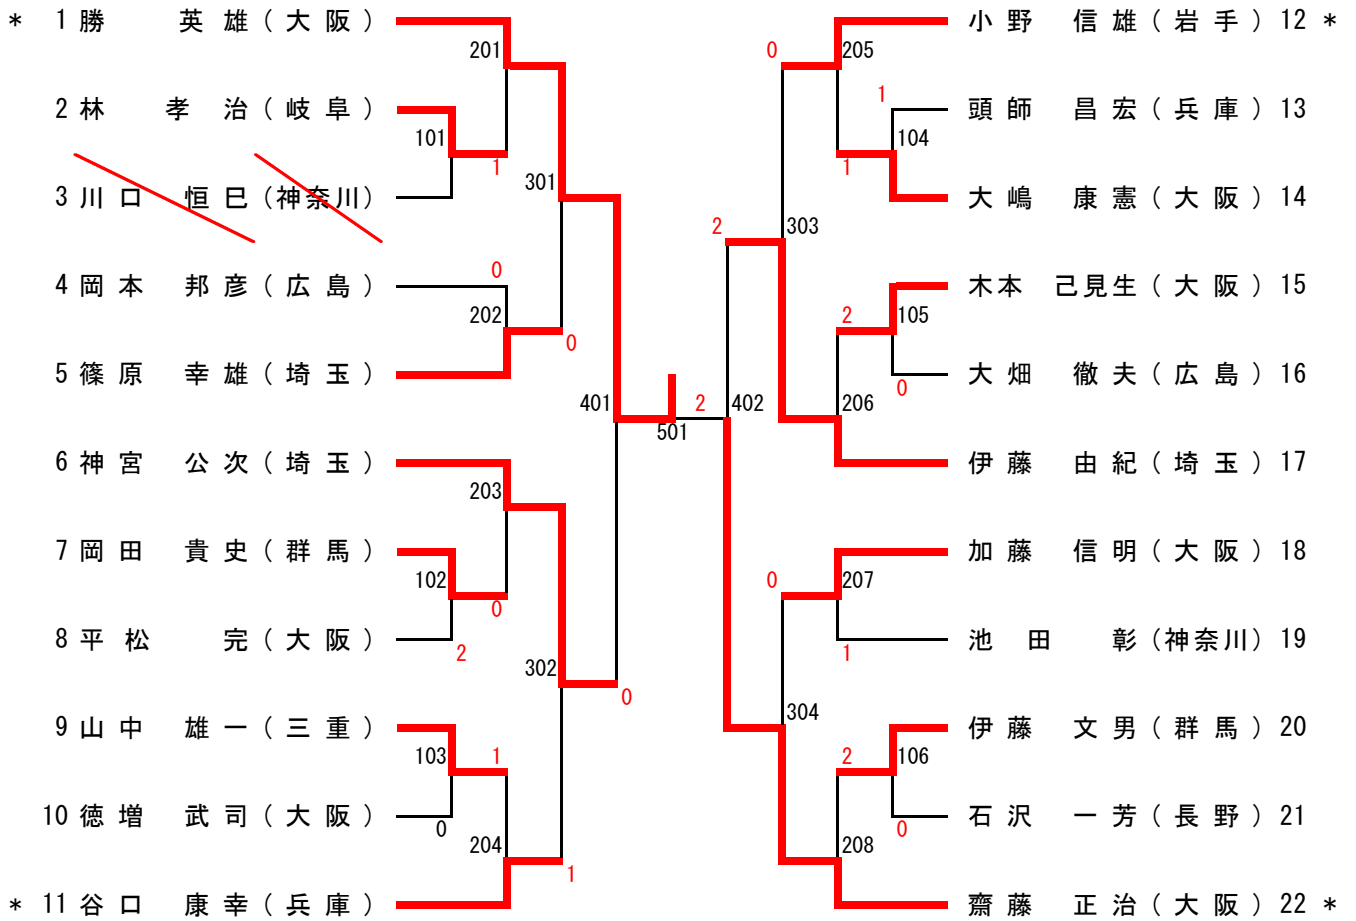 * 1 勝 英 雄 ( 大 阪 )
201
2 林 孝 治 ( 岐 阜 )
101
1
3 川 口 恒 巳 (神奈川)
301
4 岡 本 邦 彦 ( 広 島 )
0
202
0
5 篠 原 幸 雄 ( 埼 玉 )
401
6 神 宮 公 次 ( 埼 玉 )
203
7 岡 田 貴 史 ( 群 馬 )
102
0
8 平 松 完 ( 大 阪 )
2
302
0
9 山 中 雄 一 ( 三 重 )
103
1
10 徳 増 武 司 ( 大 阪 )
0
204
1
* 11 谷 口 康 幸 ( 兵 庫 )
501
2
小 野 信 雄 ( 岩 手 ) 12 *
0
205
頭 師 昌 宏 ( 兵 庫 ) 13
1
104
1
大 嶋 康 憲 ( 大 阪 ) 14
2
303
木本 己見生 ( 大 阪 ) 15
2
105
大 畑 徹 夫 ( 広 島 ) 16
0
402
206
伊 藤 由 紀 ( 埼 玉 ) 17
加 藤 信 明 ( 大 阪 ) 18
0
207
池 田 彰 (神奈川) 19
1
304
伊 藤 文 男 ( 群 馬 ) 20
2
106
石 沢 一 芳 ( 長 野 ) 21
0
208
齋 藤 正 治 ( 大 阪 ) 22 *